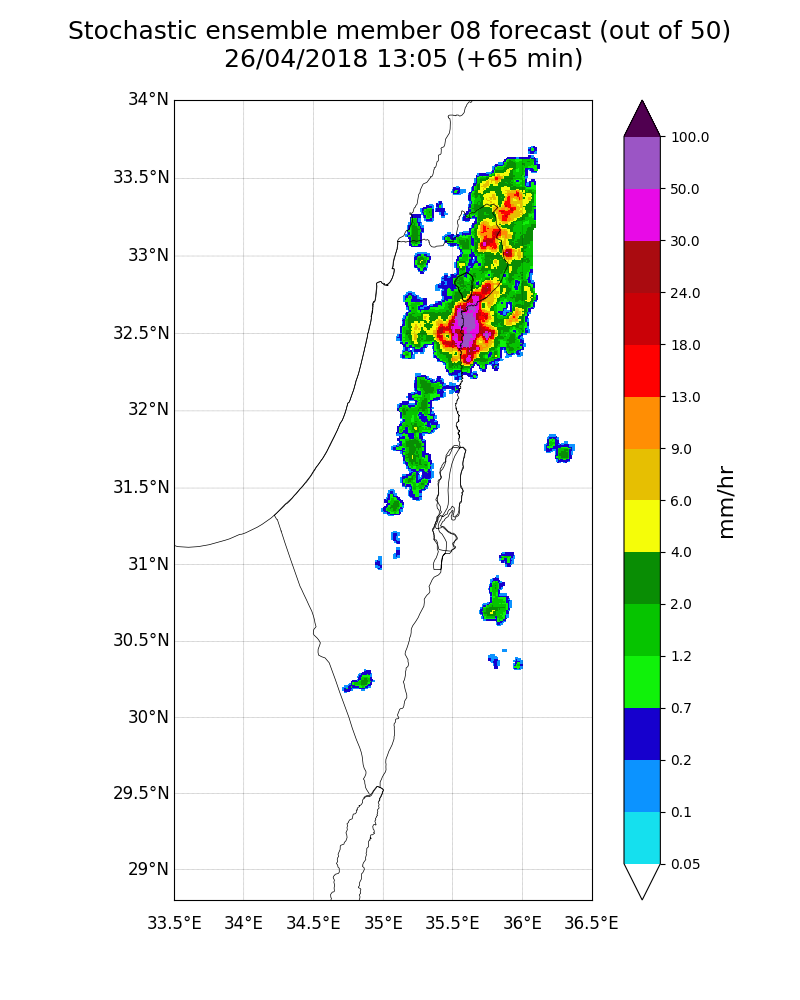 Stochastic ensemble member 08 forecast (out of 50)
26/04/2018 13:05 (+65 min)
34°N
33.5°N
33°N
32.5°N
32°N
31.5°N
31°N
30.5°N
30°N
29.5°N
29°N
33.5°E 34°E 34.5°E 35°E 35.5°E 36°E 36.5°E
100.0
50.0
30.0
24.0
18.0
13.0
9.0
6.0
4.0
2.0
1.2
0.7
0.2
0.1
0.05
mm/hr